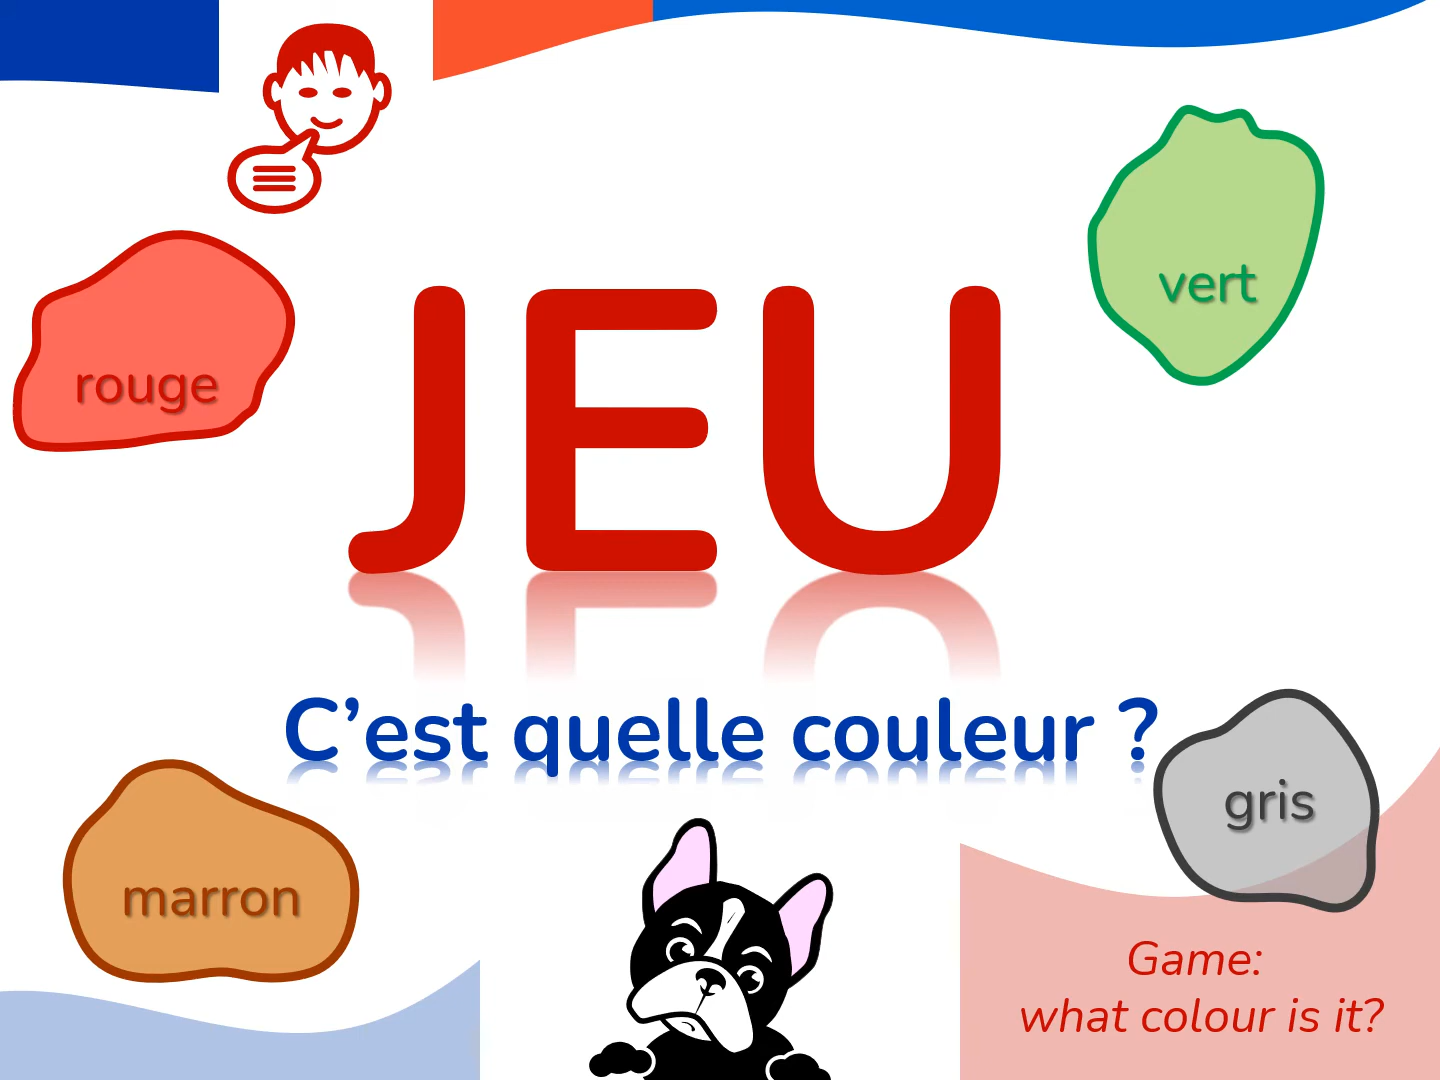 vert
rouge
JEU
C’est quelle couleur ?
gris
marron
Game:
what colour is it?